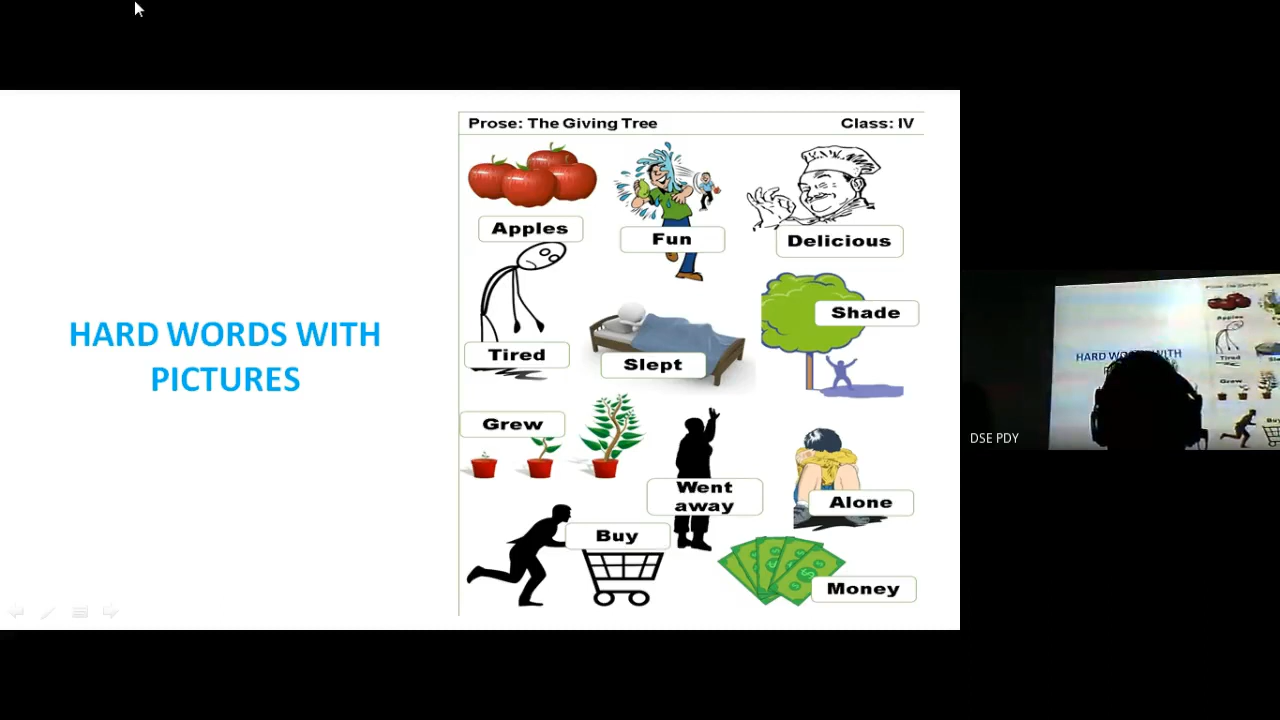 HARD WORDS WITH
PICTURES
Prose: The Giving Tree
Class: IV
Apples
Fun
Delicious
Tired
Slept
Shade
Grew
Went
away
Alone
Buy
Money
DSE PDY